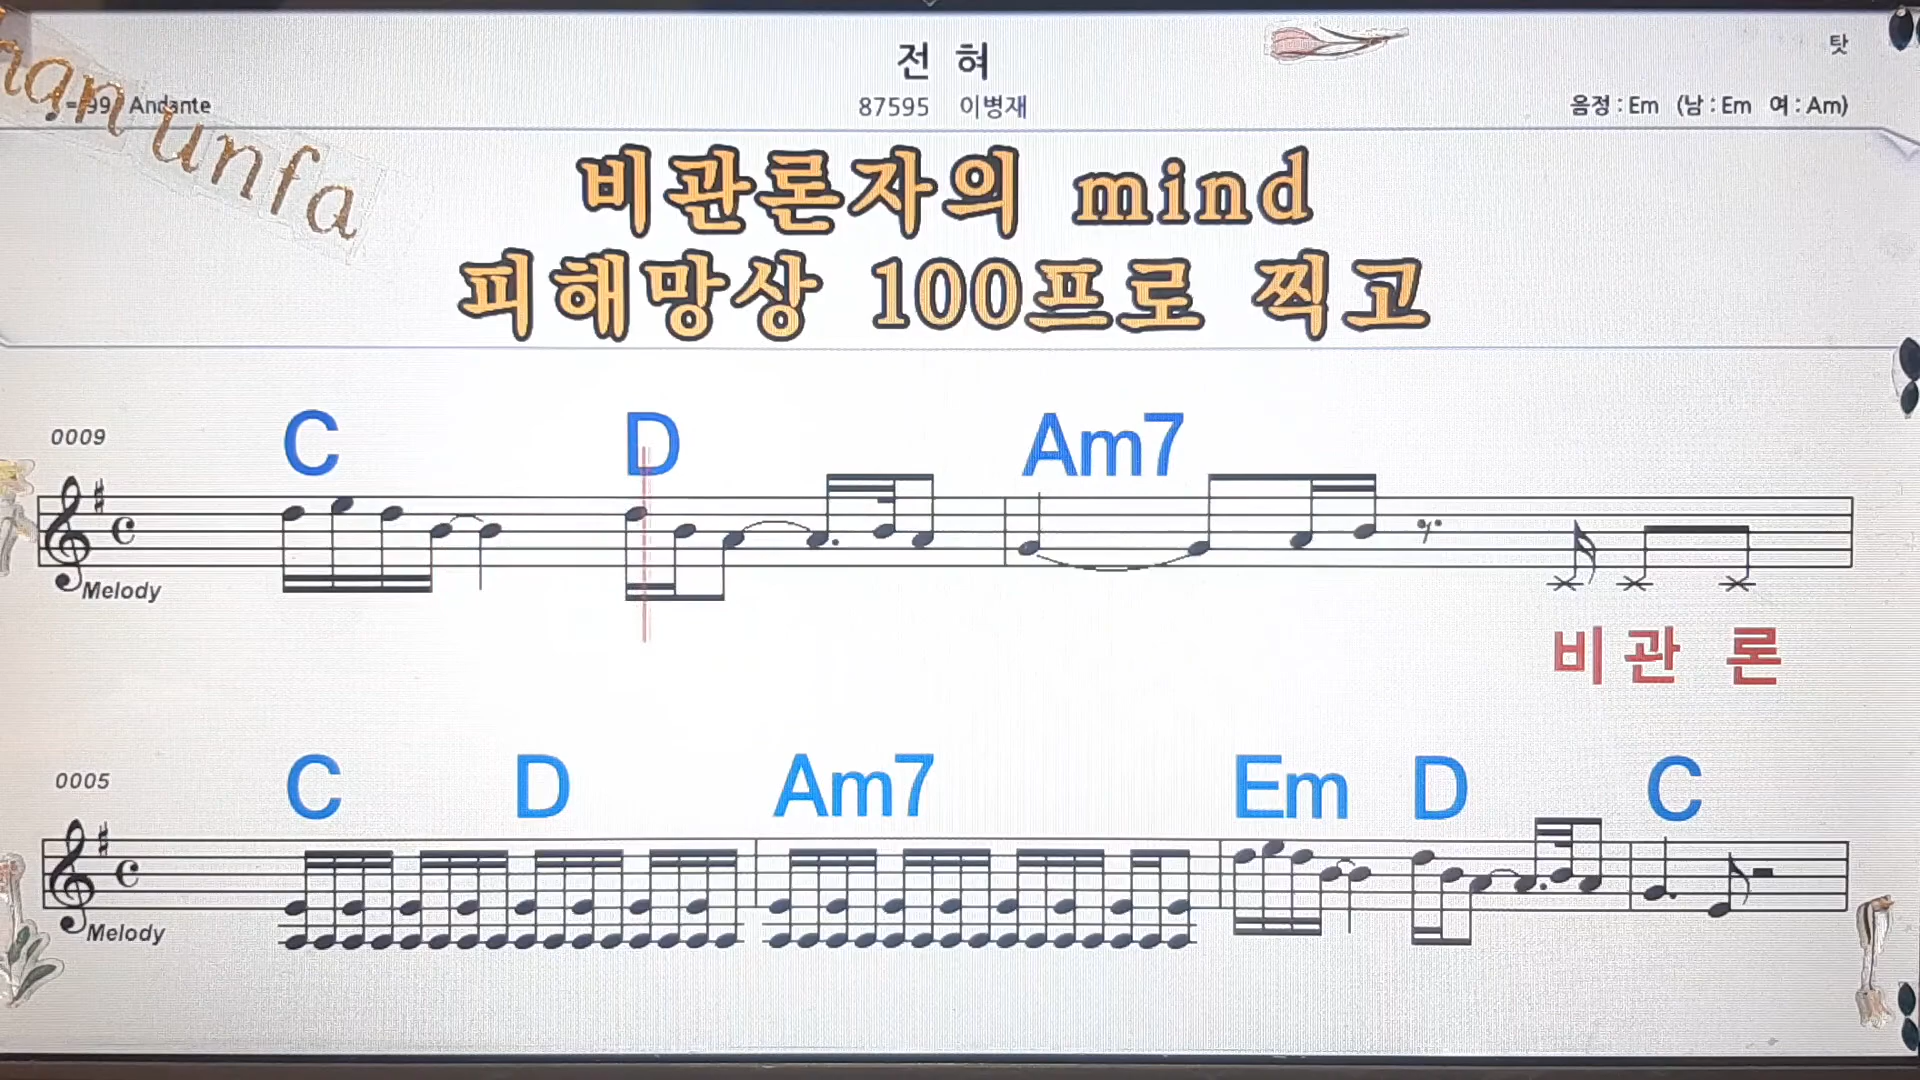 전 혀
탓
=99 Andante
87595 이병재
음정 : Em (남 : Em 여 : Am)
unfa
비관론자의 mind
피해망상 100프로 찍고
C D Am7
0009
Melody
비 관 론
C D Am7 Em D C
0005
Melody